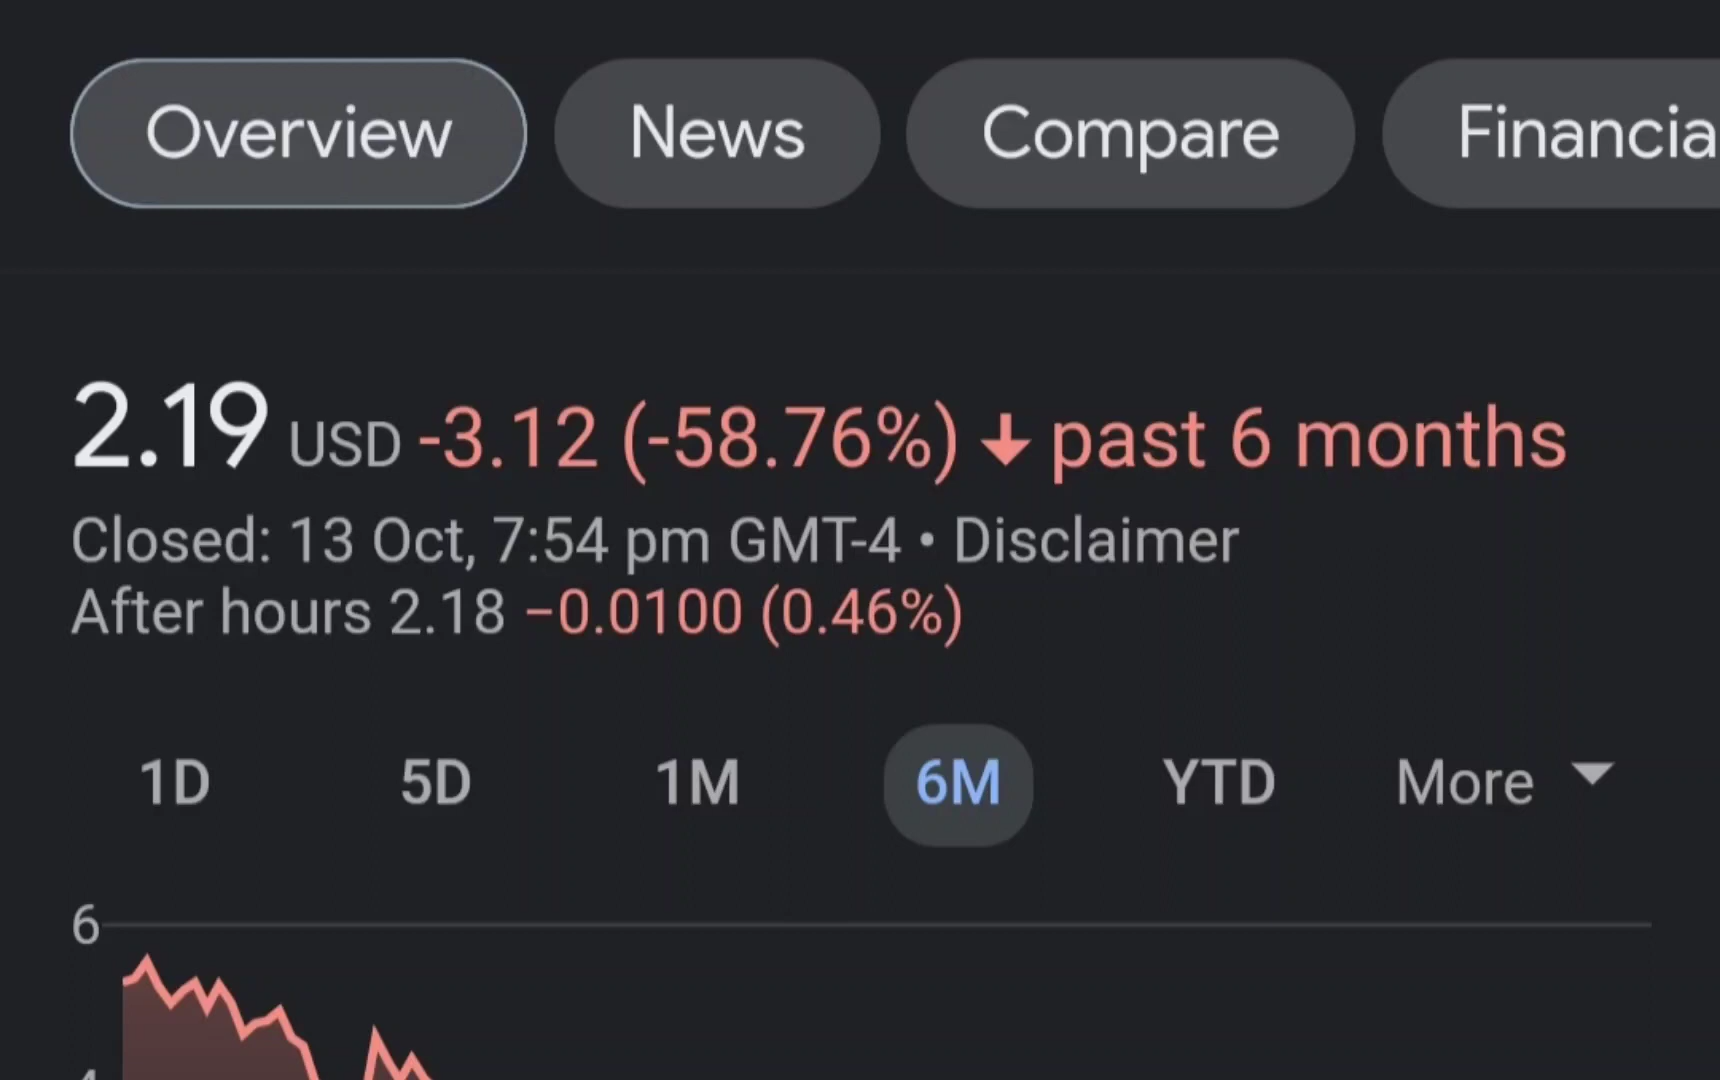 Overview News Compare Financia
2.19 USD -3.12 (-58.76%) ↓ past 6 months
Closed: 13 Oct, 7:54 pm GMT-4 • Disclaimer
After hours 2.18 −0.0100 (0.46%)
1D 5D 1M 6M YTD More
6
4